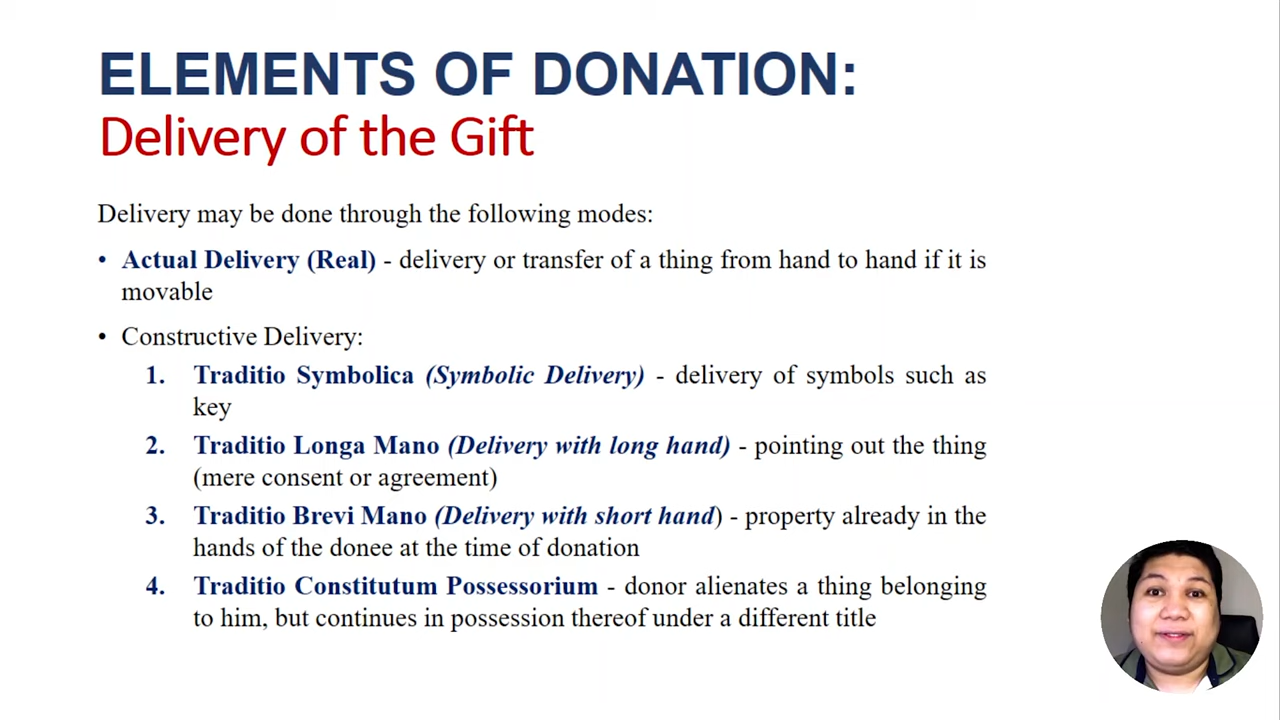 ELEMENTS OF DONATION:
Delivery of the Gift
Delivery may be done through the following modes:
• Actual Delivery (Real) - delivery or transfer of a thing from hand to hand if it is
movable
• Constructive Delivery:
1. Traditio Symbolica (Symbolic Delivery) - delivery of symbols such as
key
2. Traditio Longa Mano (Delivery with long hand) - pointing out the thing
(mere consent or agreement)
3. Traditio Brevi Mano (Delivery with short hand) - property already in the
hands of the donee at the time of donation
4. Traditio Constitutum Possessorium - donor alienates a thing belonging
to him, but continues in possession thereof under a different title